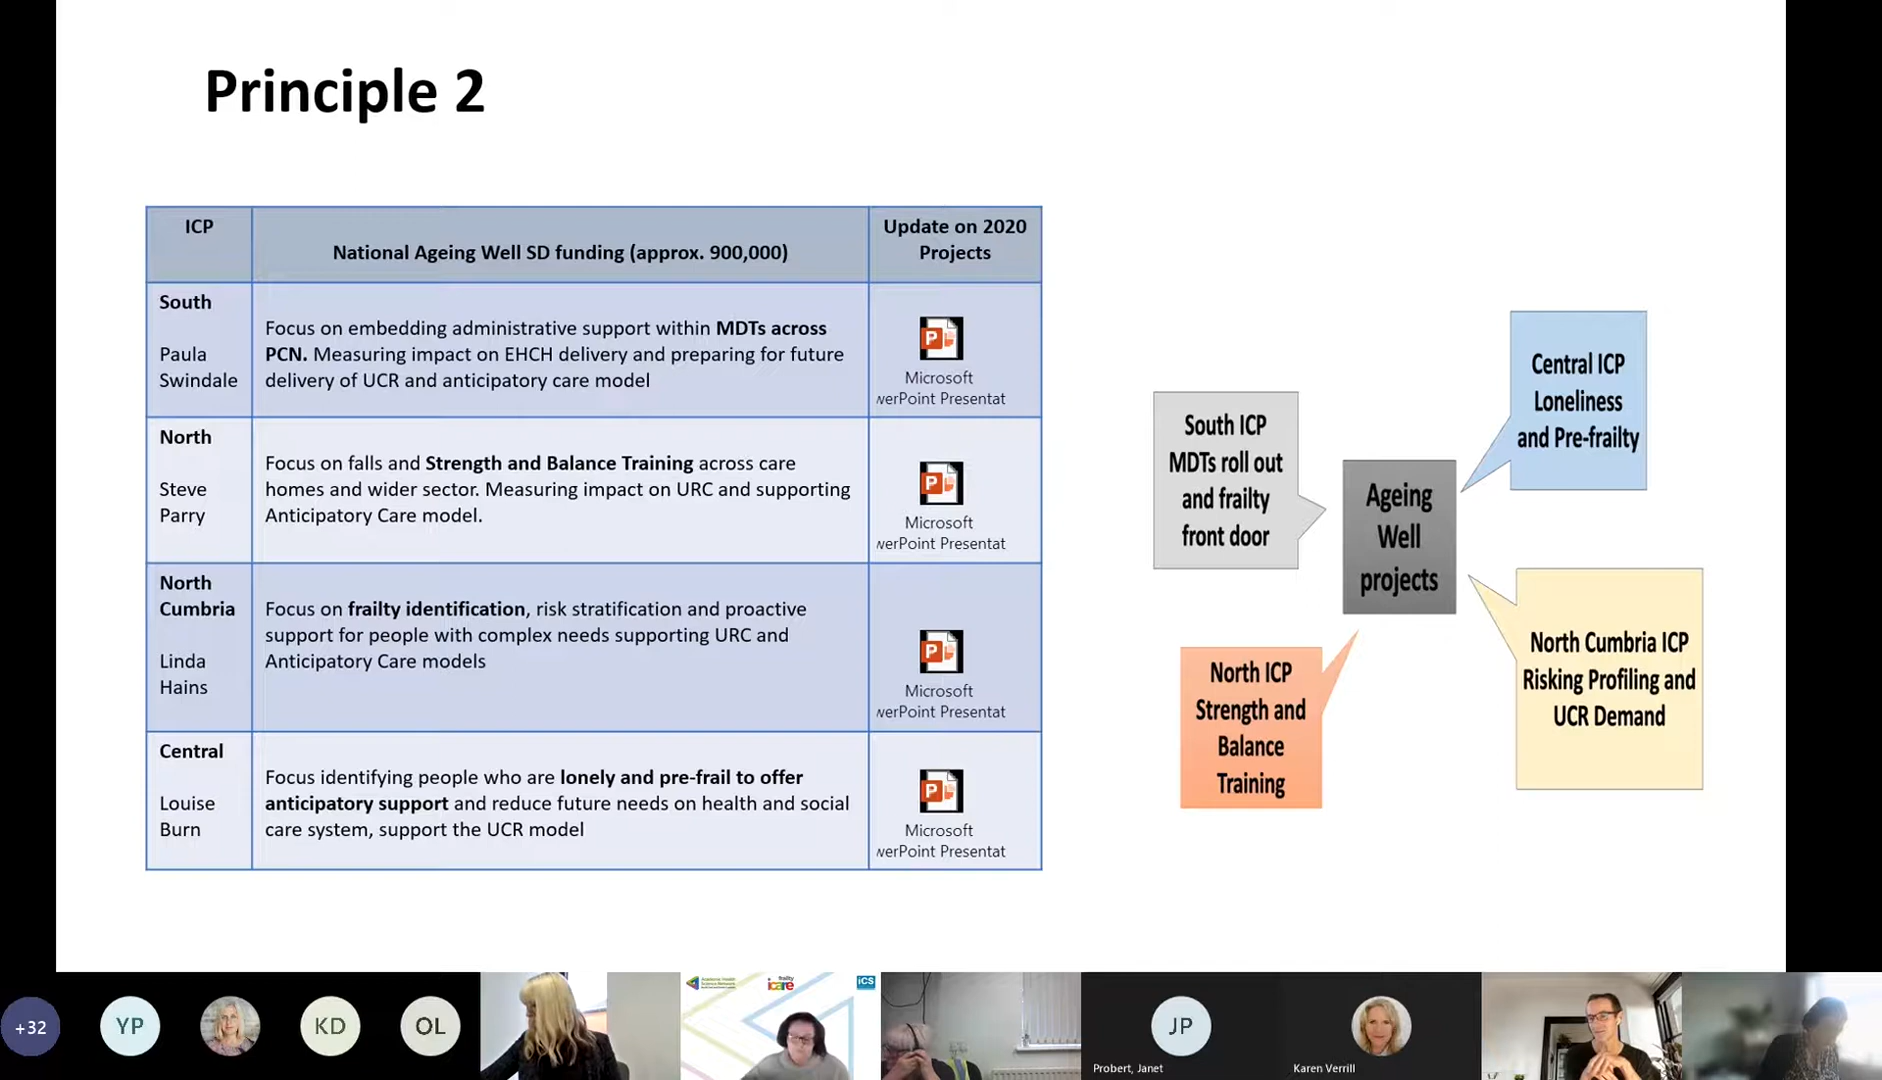 Principle 2
ICP
National Ageing Well SD funding (approx. 900,000)
Update on 2020
Projects
South
Paula
Swindale
Focus on embedding administrative support within MDTs across
PCN. Measuring impact on EHCH delivery and preparing for future
delivery of UCR and anticipatory care model
Microsoft
werPoint Presentat
North
Steve
Parry
Focus on falls and Strength and Balance Training across care
homes and wider sector. Measuring impact on URC and supporting
Anticipatory Care model.
Microsoft
werPoint Presentat
North
Cumbria
Linda
Hains
Focus on frailty identification, risk stratification and proactive
support for people with complex needs supporting URC and
Anticipatory Care models
Microsoft
werPoint Presentat
Central
Louise
Burn
Focus identifying people who are lonely and pre-frail to offer
anticipatory support and reduce future needs on health and social
care system, support the UCR model
Microsoft
werPoint Presentat
South ICP
MDTs roll out
and frailty
front door
Central ICP
Loneliness
and Pre-frailty
Ageing
Well
projects
North ICP
Strength and
Balance
Training
North Cumbria ICP
Risking Profiling and
UCR Demand
+32
YP
KD
OL
frailty
icare
ICS
JP
Probert, Janet
Karen Verrill